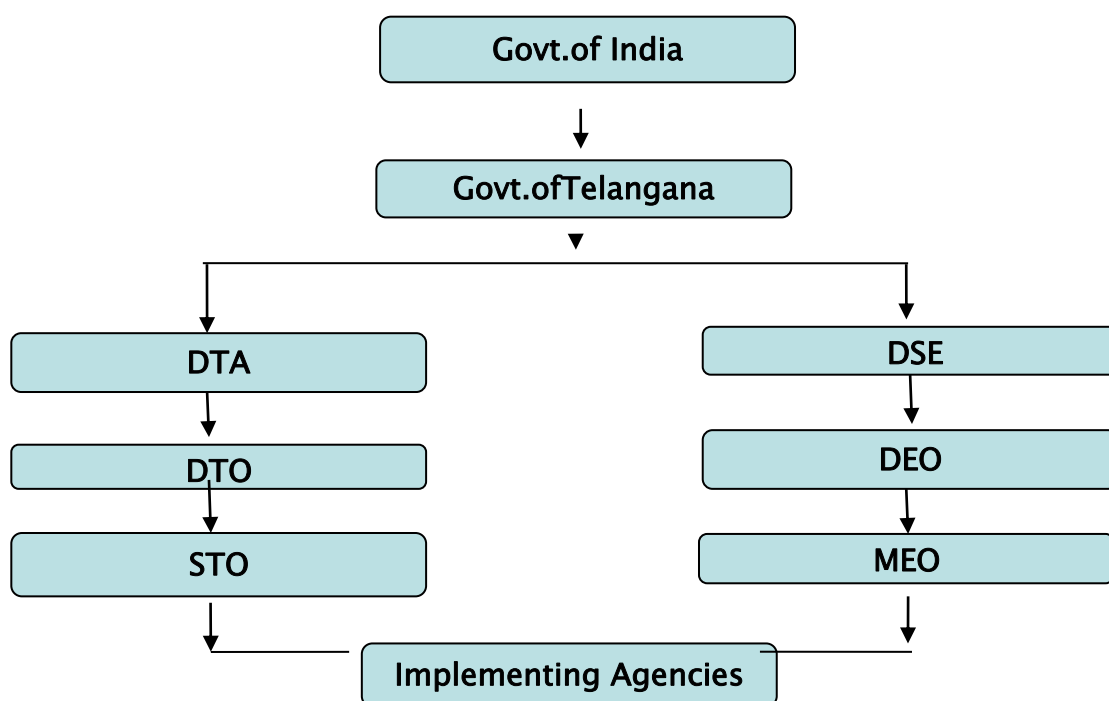 Govt.of India
Govt.ofTelangana
DTA
DSE
DTO
DEO
STO
MEO
Implementing Agencies